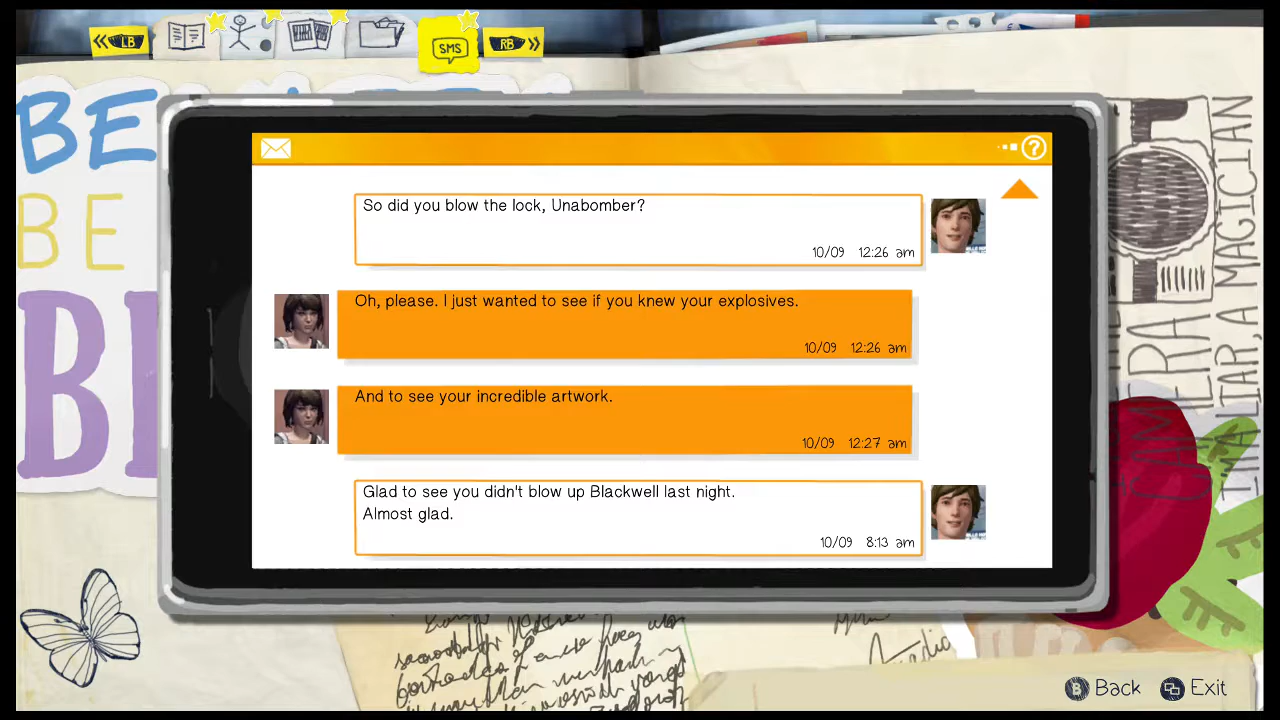 LB
SMS
RB
BE
BE
BE
So did you blow the lock, Unabomber?
10/09 12:26 am
Oh, please. I just wanted to see if you knew your explosives.
10/09 12:26 am
And to see your incredible artwork.
10/09 12:27 am
Glad to see you didn't blow up Blackwell last night.
Almost glad.
10/09 8:13 am
A MAGICIAN
B Back
Exit